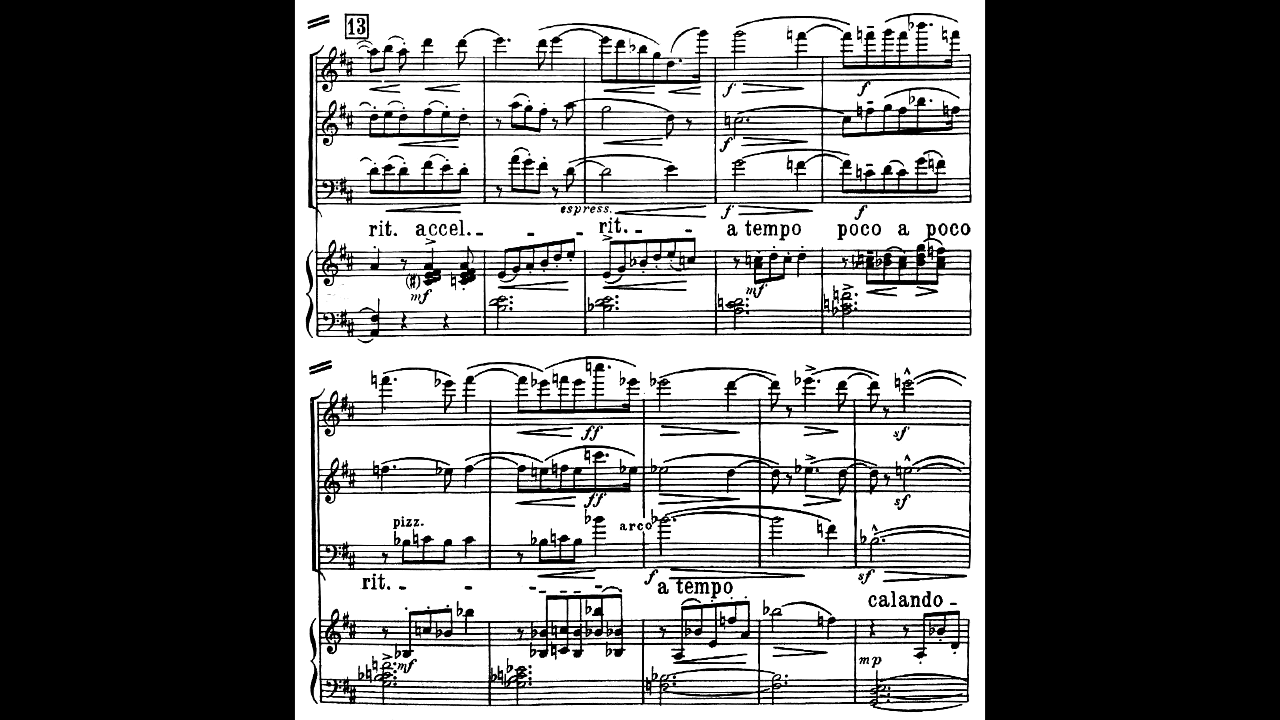 13
espress.
f f
f
f f
rit. accel. rit. a tempo poco a poco
mf mf
ff sf
ff sf
pizz. arco
f sf
rit. a tempo calando
mf mp